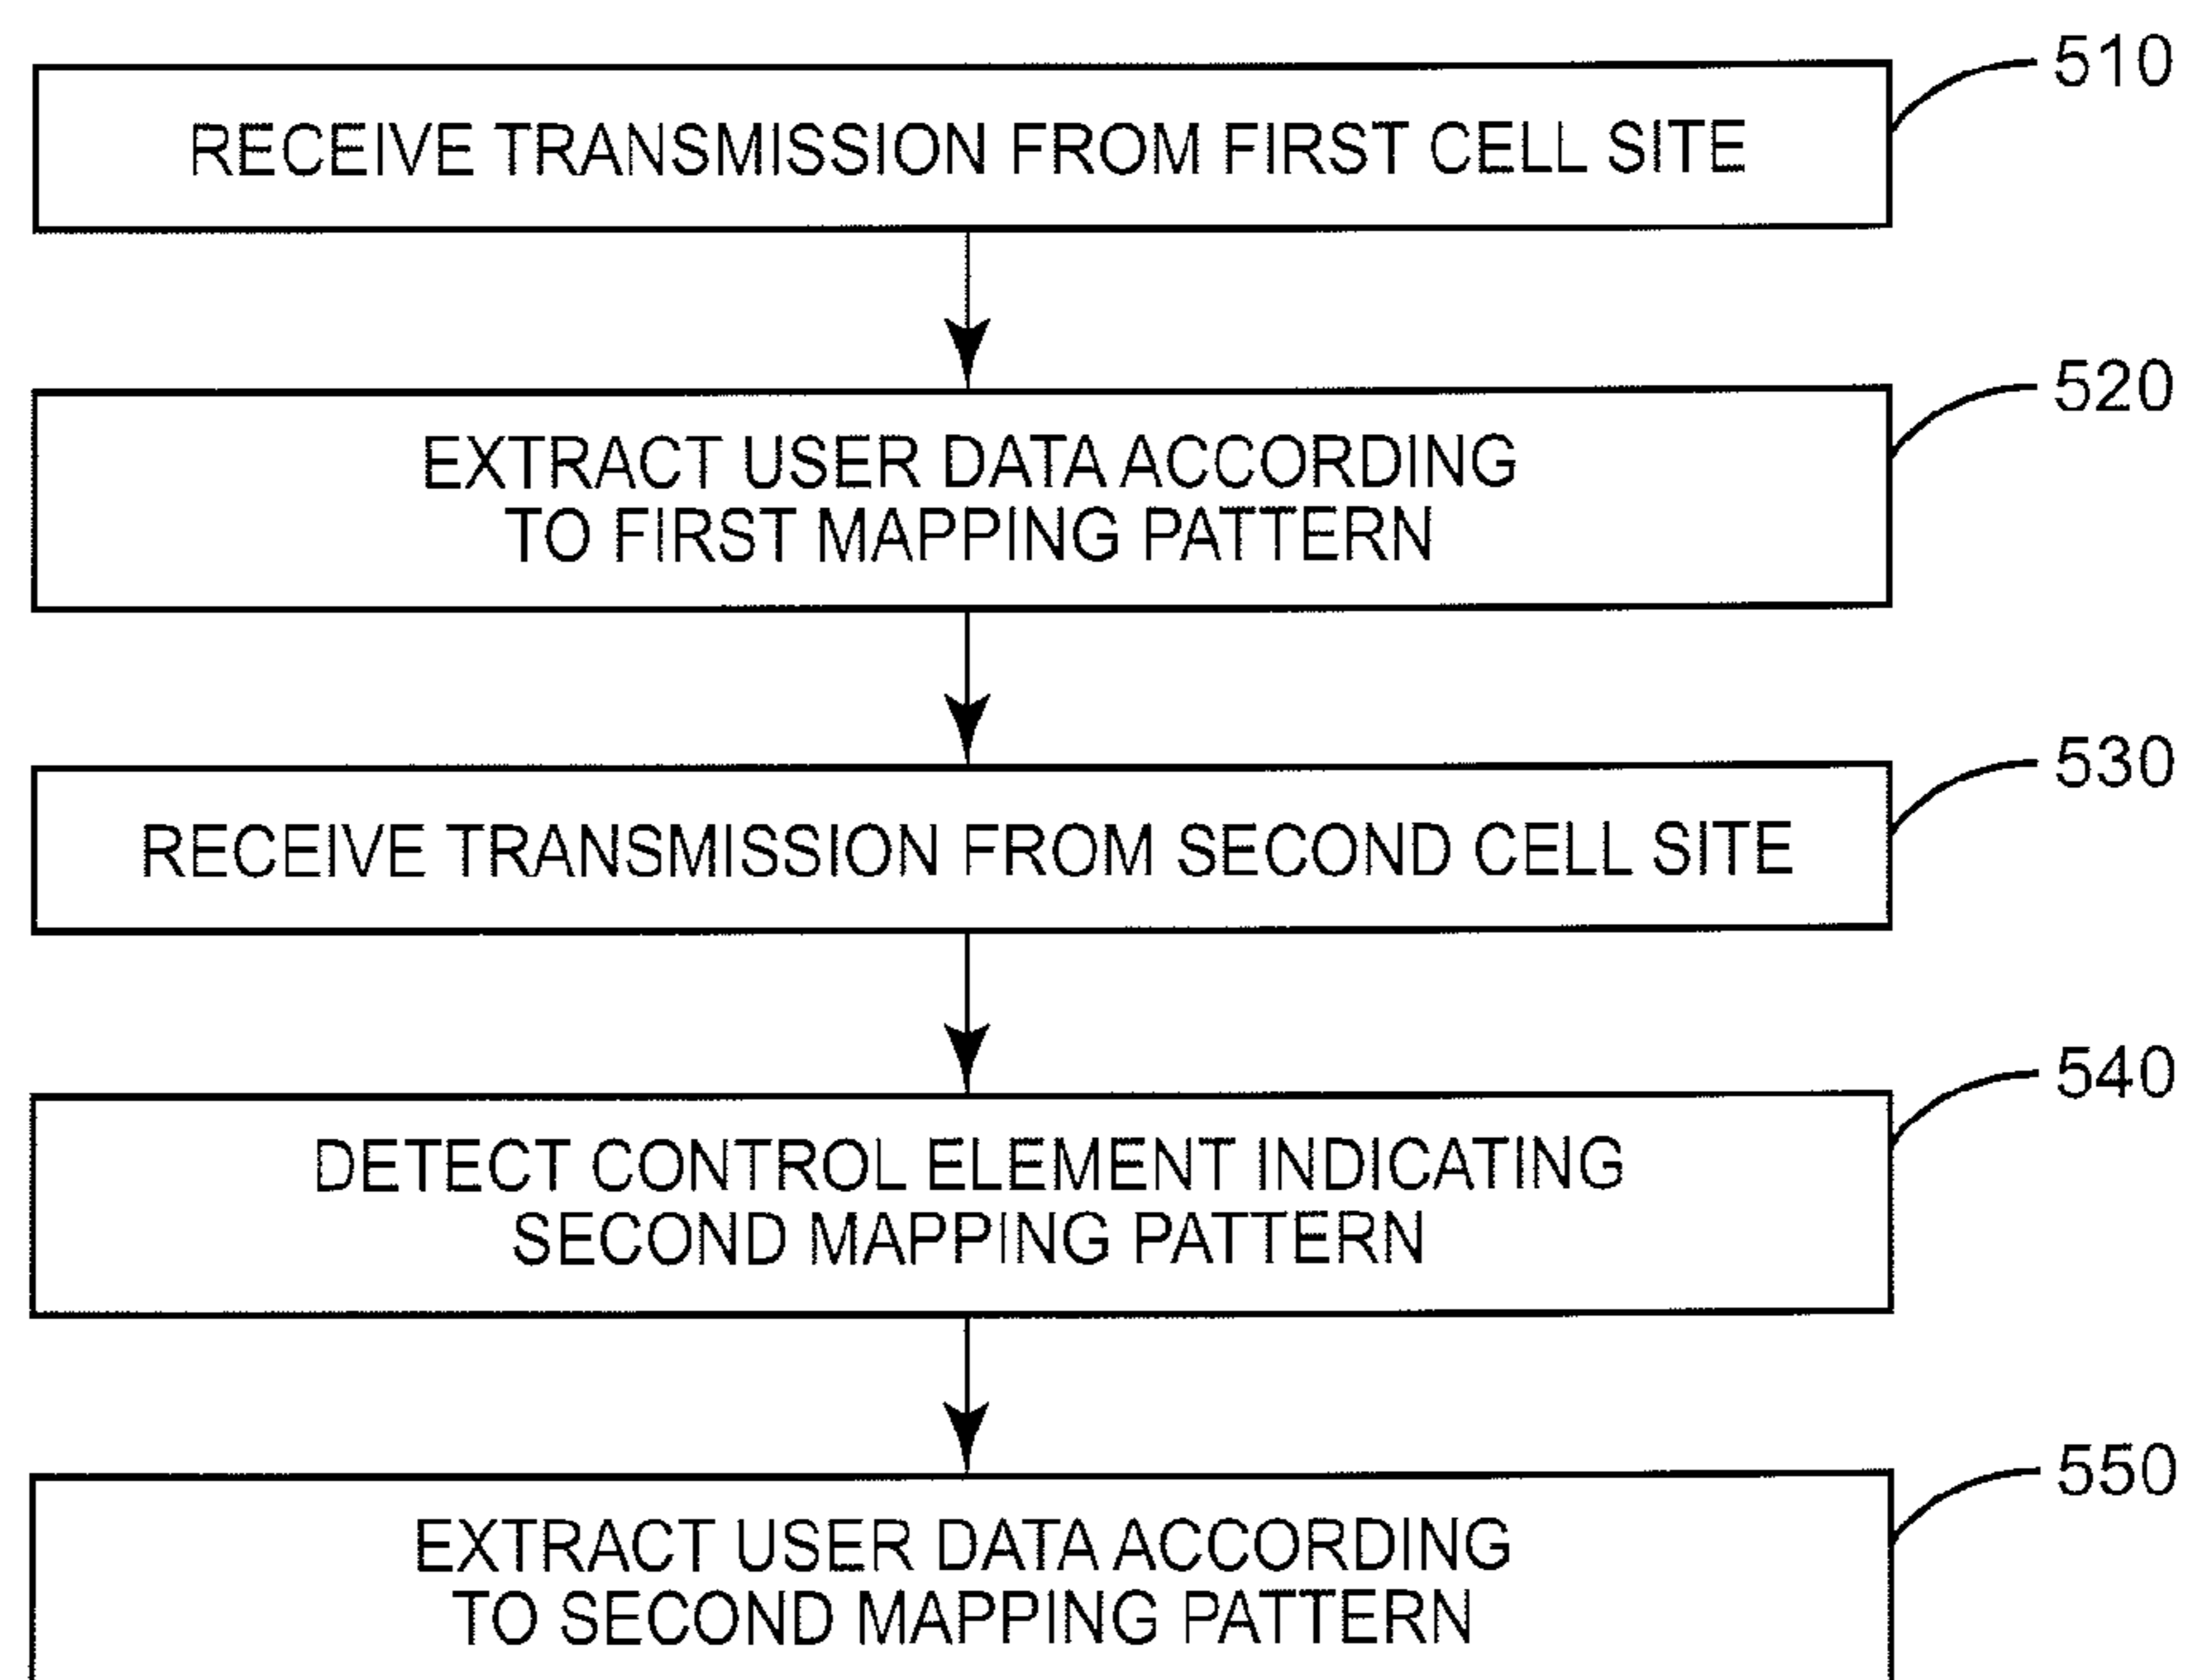 510
RECEIVE TRANSMISSION FROM FIRST CELL SITE
520
EXTRACT USER DATA ACCORDING
TO FIRST MAPPING PATTERN
530
RECEIVE TRANSMISSION FROM SECOND CELL SITE
540
DETECT CONTROL ELEMENT INDICATING
SECOND MAPPING PATTERN
550
EXTRACT USER DATA ACCORDING
TO SECOND MAPPING PATTERN